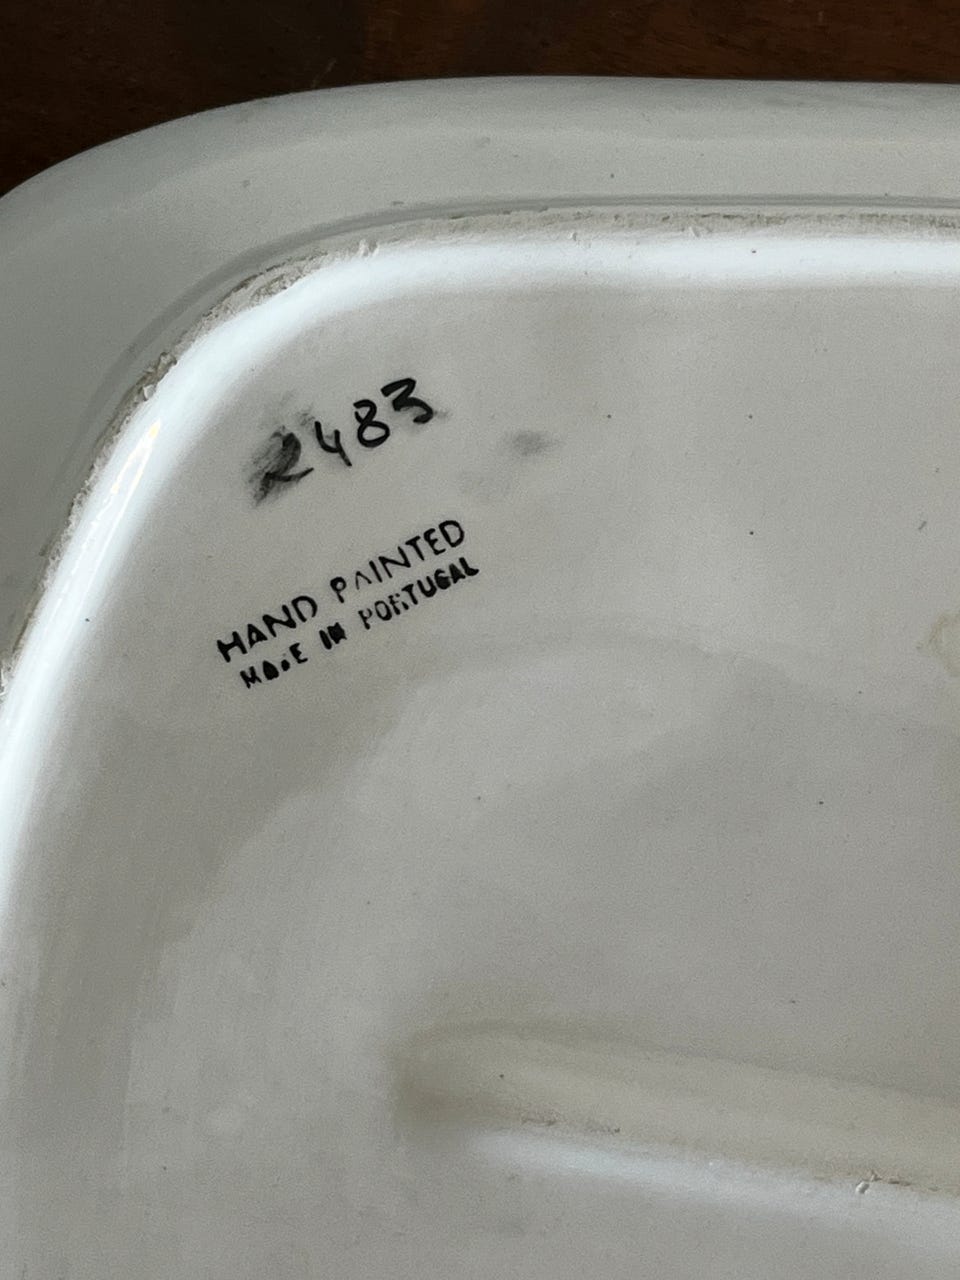 2483
HAND PAINTED
MADE IN PORTUGAL